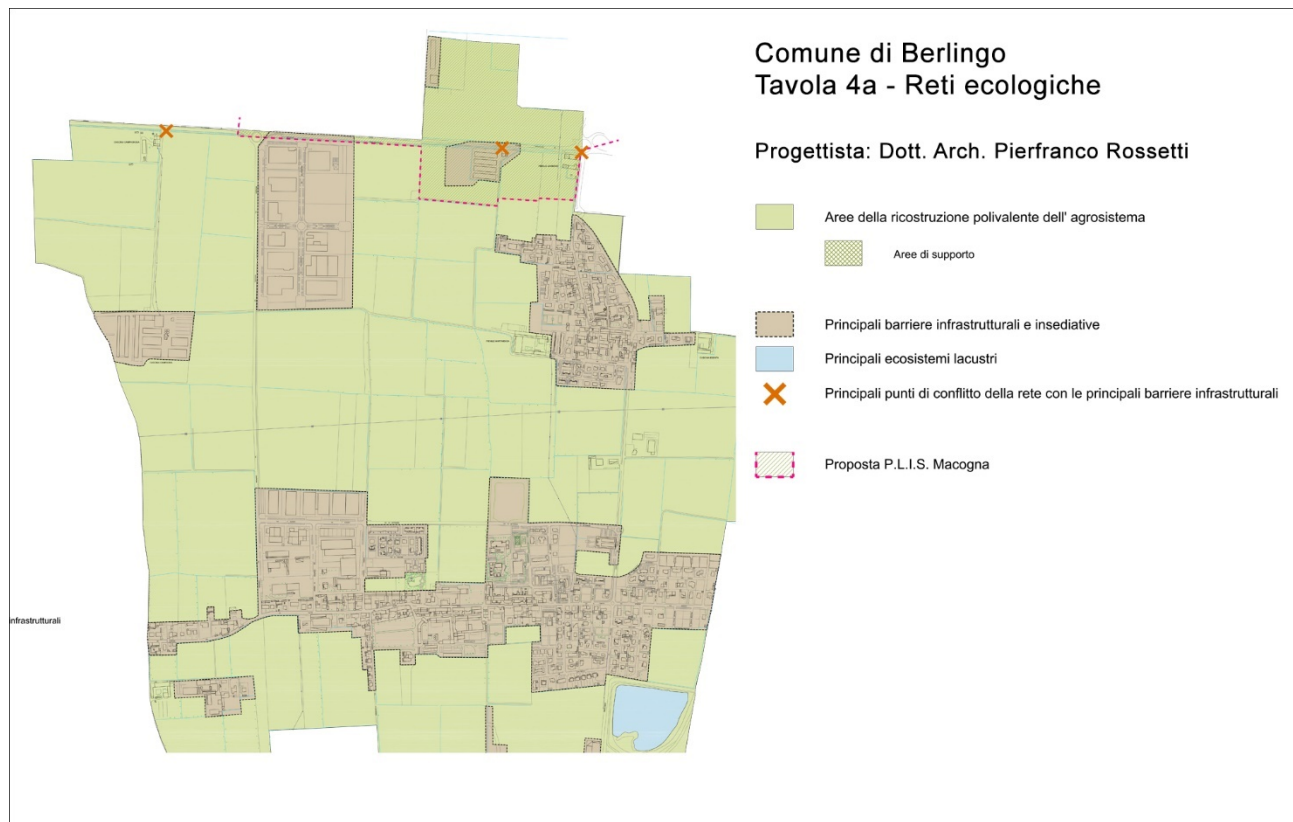 Comune di Berlingo
Tavola 4a - Reti ecologiche
Progettista: Dott. Arch. Pierfranco Rossetti
Aree della ricostruzione polivalente dell' agrosistema
Aree di supporto
Principali barriere infrastrutturali e insediative
Principali ecosistemi lacustri
Principali punti di conflitto della rete con le principali barriere infrastrutturali
Proposta P.L.I.S. Macogna
infrastrutturali